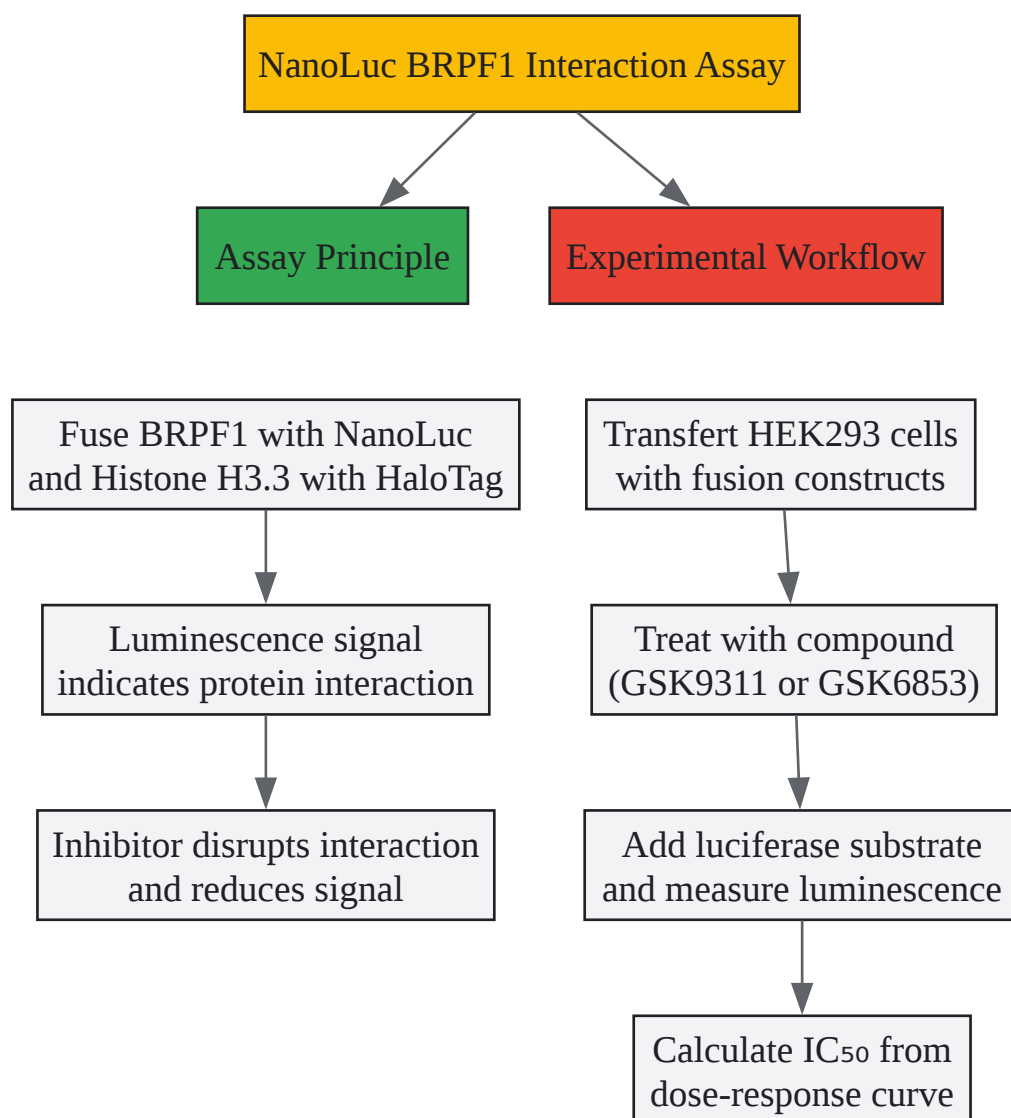 NanoLuc BRPF1 Interaction Assay
Assay Principle
Experimental Workflow
Fuse BRPF1 with NanoLuc
and Histone H3.3 with HaloTag
Luminescence signal
indicates protein interaction
Inhibitor disrupts interaction
and reduces signal
Transfert HEK293 cells
with fusion constructs
Treat with compound
(GSK9311 or GSK6853)
Add luciferase substrate
and measure luminescence
Calculate IC₅₀ from
dose-response curve